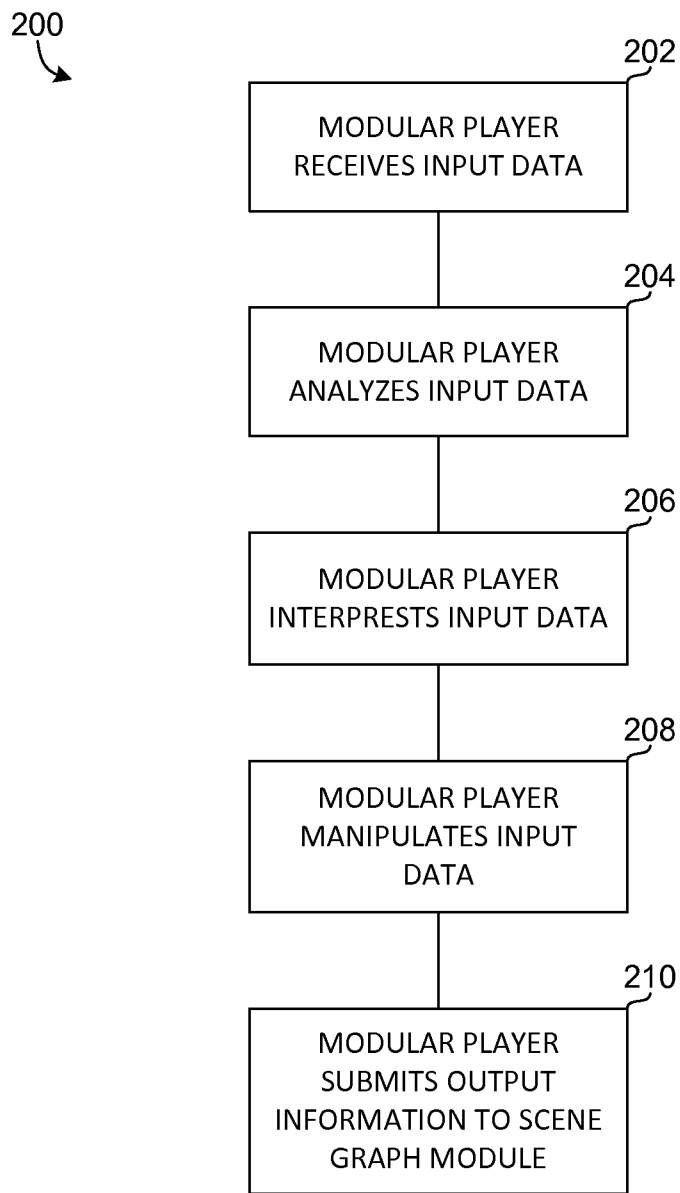 200
202
MODULAR PLAYER
RECEIVES INPUT DATA
204
MODULAR PLAYER
ANALYZES INPUT DATA
206
MODULAR PLAYER
INTERPRESTS INPUT DATA
208
MODULAR PLAYER
MANIPULATES INPUT
DATA
210
MODULAR PLAYER
SUBMITS OUTPUT
INFORMATION TO SCENE
GRAPH MODULE